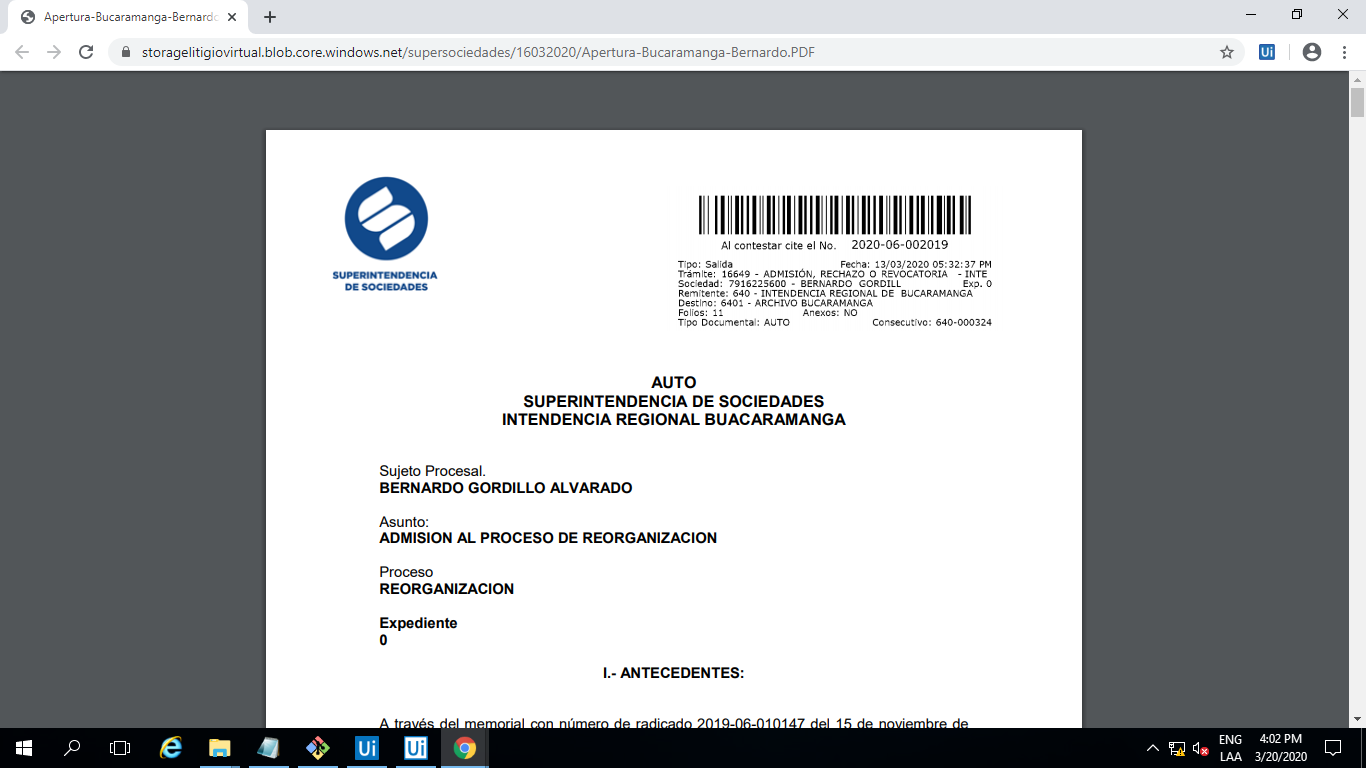 Apertura-Bucaramanga-Bernardo
storagelitigiovirtual.blob.core.windows.net/supersociedades/16032020/Apertura-Bucaramanga-Bernardo.PDF
Ui
SUPERINTENDENCIA
DE SOCIEDADES
Al contestar cite el No. 2020-06-002019
Tipo: Salida Fecha: 13/03/2020 05:32:37 PM
Trámite: 16649 - ADMISIÓN, RECHAZO O REVOCATORIA - INTE
Sociedad: 7916225600 - BERNARDO GORDILL Exp. 0
Remitente: 640 - INTENDENCIA REGIONAL DE BUCARAMANGA
Destino: 6401 - ARCHIVO BUCARAMANGA
Folios: 11 Anexos: NO
Tipo Documental: AUTO Consecutivo: 640-000324
AUTO
SUPERINTENDENCIA DE SOCIEDADES
INTENDENCIA REGIONAL BUACARAMANGA
Sujeto Procesal.
BERNARDO GORDILLO ALVARADO
Asunto:
ADMISION AL PROCESO DE REORGANIZACION
Proceso
REORGANIZACION
Expediente
0
I.- ANTECEDENTES:
A través del memorial con número de radicado 2019-06-010147 del 15 de noviembre de
Ui
Ui
ENG
LAA
4:02 PM
3/20/2020